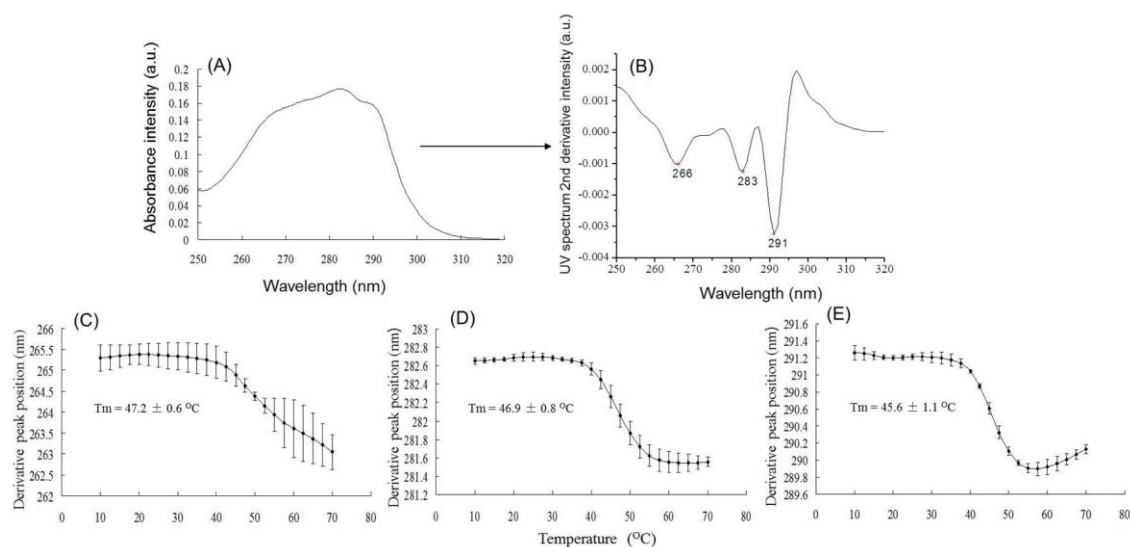 (A)
Absorbance intensity (a.u.)
0.2
0.18
0.16
0.14
0.12
0.1
0.08
0.06
0.04
0.02
0
250 260 270 280 290 300 310 320
Wavelength (nm)
(B)
UV spectrum 2nd derivative intensity (a.u.)
0.002
0.001
0.000
-0.001
-0.002
-0.003
-0.004
266
283
291
250 260 270 280 290 300 310 320
Wavelength (nm)
(C)
Derivative peak position (nm)
266
265.5
265
264.5
264
263.5
263
262.5
262
Tm = 47.2 ± 0.6 °C
0 10 20 30 40 50 60 70 80
(D)
Derivative peak position (nm)
283
282.8
282.6
282.4
282.2
282
281.8
281.6
281.4
281.2
Tm = 46.9 ± 0.8 °C
0 10 20 30 40 50 60 70 80
Temperature (°C)
(E)
Derivative peak position (nm)
291.6
291.4
291.2
291
290.8
290.6
290.4
290.2
290
289.8
289.6
Tm = 45.6 ± 1.1 °C
0 10 20 30 40 50 60 70 80